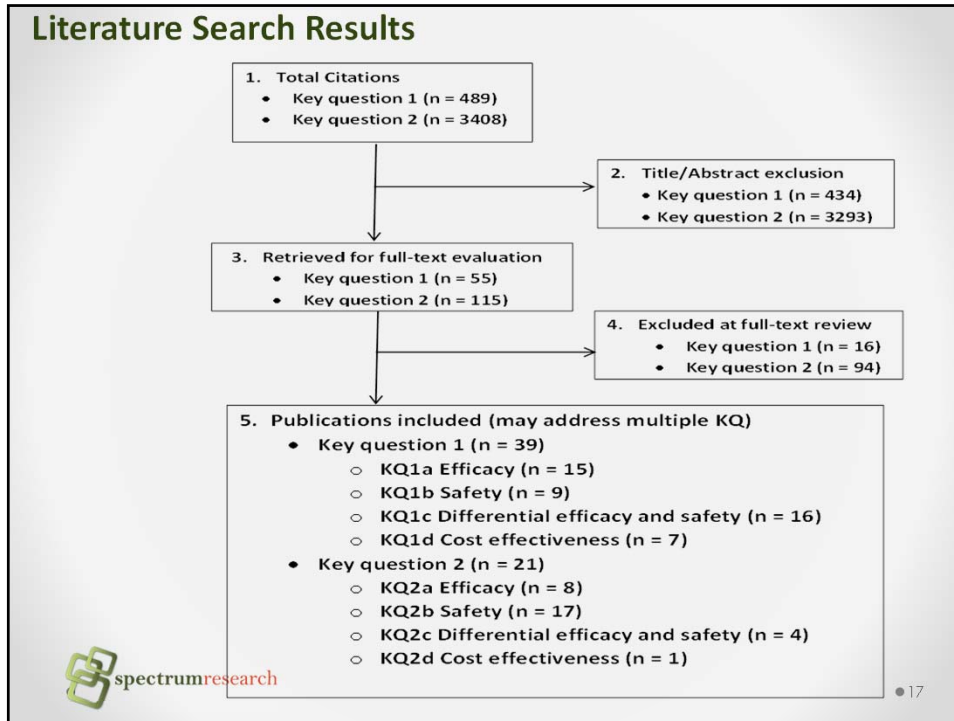 Literature Search Results
1. Total Citations
• Key question 1 (n = 489)
• Key question 2 (n = 3408)
2. Title/Abstract exclusion
• Key question 1 (n = 434)
• Key question 2 (n = 3293)
3. Retrieved for full-text evaluation
• Key question 1 (n = 55)
• Key question 2 (n = 115)
4. Excluded at full-text review
• Key question 1 (n = 16)
• Key question 2 (n = 94)
5. Publications included (may address multiple KQ)
• Key question 1 (n = 39)
○ KQ1a Efficacy (n = 15)
○ KQ1b Safety (n = 9)
○ KQ1c Differential efficacy and safety (n = 16)
○ KQ1d Cost effectiveness (n = 7)
• Key question 2 (n = 21)
○ KQ2a Efficacy (n = 8)
○ KQ2b Safety (n = 17)
○ KQ2c Differential efficacy and safety (n = 4)
○ KQ2d Cost effectiveness (n = 1)
spectrumresearch
• 17